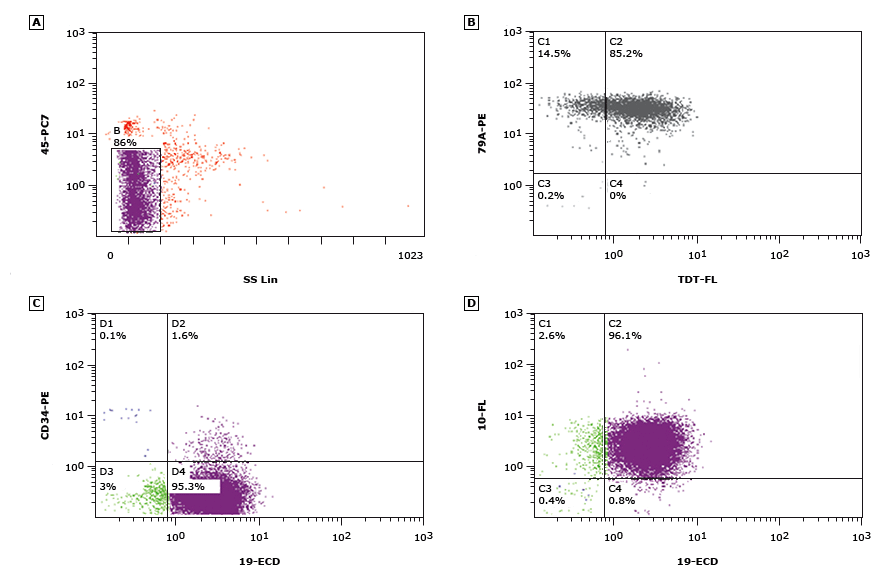 A
10³
10²
10¹
10⁰
45-PC7
B
86%
0
1023
SS Lin
B
10³
10²
10¹
10⁰
79A-PE
C1
14.5%
C2
85.2%
C3
0.2%
C4
0%
10⁰
10¹
10²
10³
TDT-FL
C
10³
10²
10¹
10⁰
CD34-PE
D1
0.1%
D2
1.6%
D3
3%
D4
95.3%
10⁰
10¹
10²
10³
19-ECD
D
10³
10²
10¹
10⁰
10-FL
C1
2.6%
C2
96.1%
C3
0.4%
C4
0.8%
10⁰
10¹
10²
10³
19-ECD